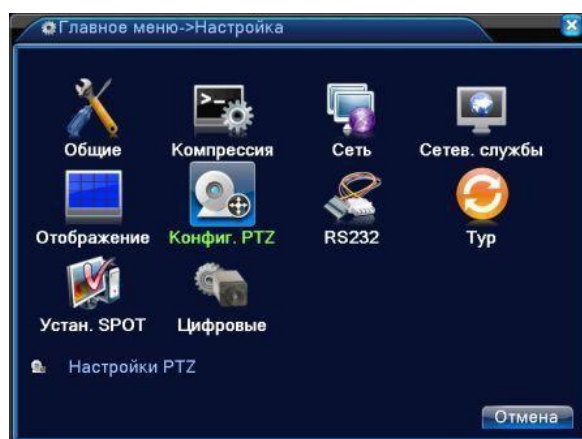 Главное меню->Настройка
Общие
Компрессия
Сеть
Сетев. службы
Отображение
Конфиг. PTZ
RS232
Тур
Устан. SPOT
Цифровые
Настройки PTZ
Отмена